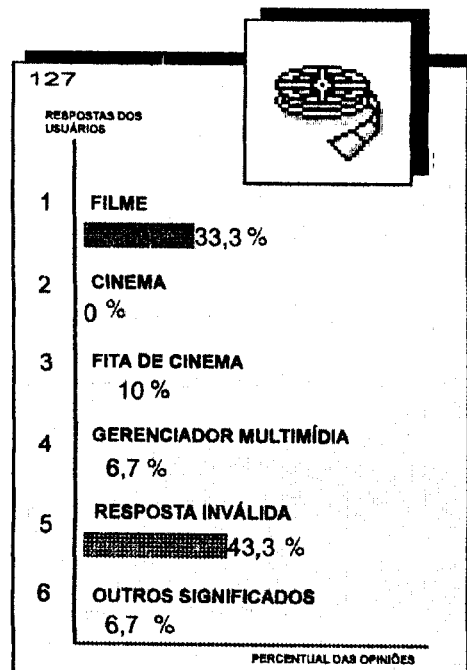 127
RESPOSTAS DOS
USUÁRIOS
1 FILME
33,3 %
2 CINEMA
0 %
3 FITA DE CINEMA
10 %
4 GERENCIADOR MULTIMÍDIA
6,7 %
5 RESPOSTA INVÁLIDA
43,3 %
6 OUTROS SIGNIFICADOS
6,7 %
PERCENTUAL DAS OPINIÕES